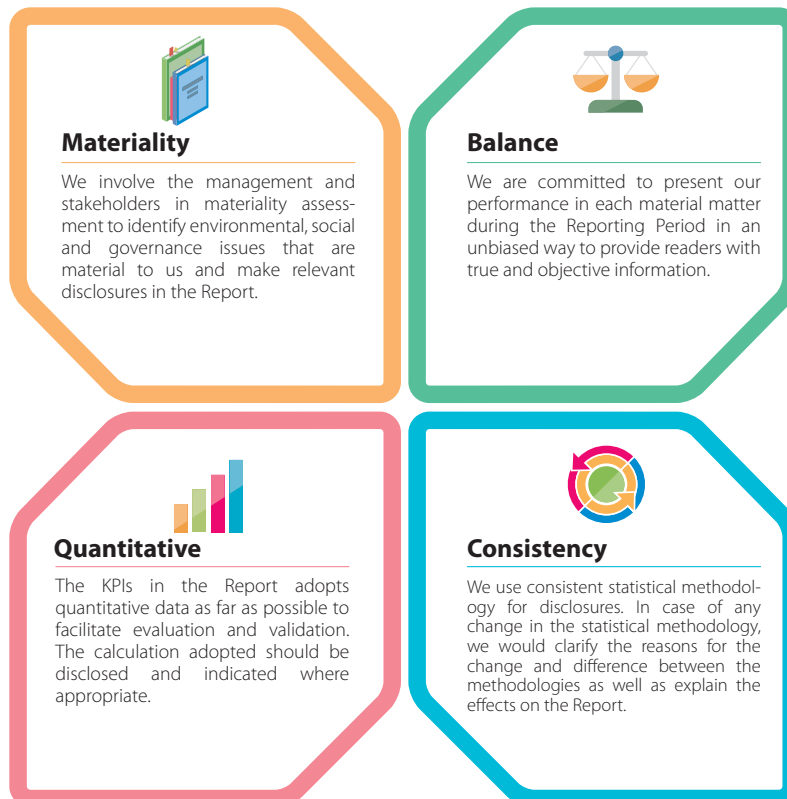 Materiality
We involve the management and
stakeholders in materiality assess-
ment to identify environmental, social
and governance issues that are
material to us and make relevant
disclosures in the Report.
Balance
We are committed to present our
performance in each material matter
during the Reporting Period in an
unbiased way to provide readers with
true and objective information.
Quantitative
The KPIs in the Report adopts
quantitative data as far as possible to
facilitate evaluation and validation.
The calculation adopted should be
disclosed and indicated where
appropriate.
Consistency
We use consistent statistical methodol-
ogy for disclosures. In case of any
change in the statistical methodology,
we would clarify the reasons for the
change and difference between the
methodologies as well as explain the
effects on the Report.